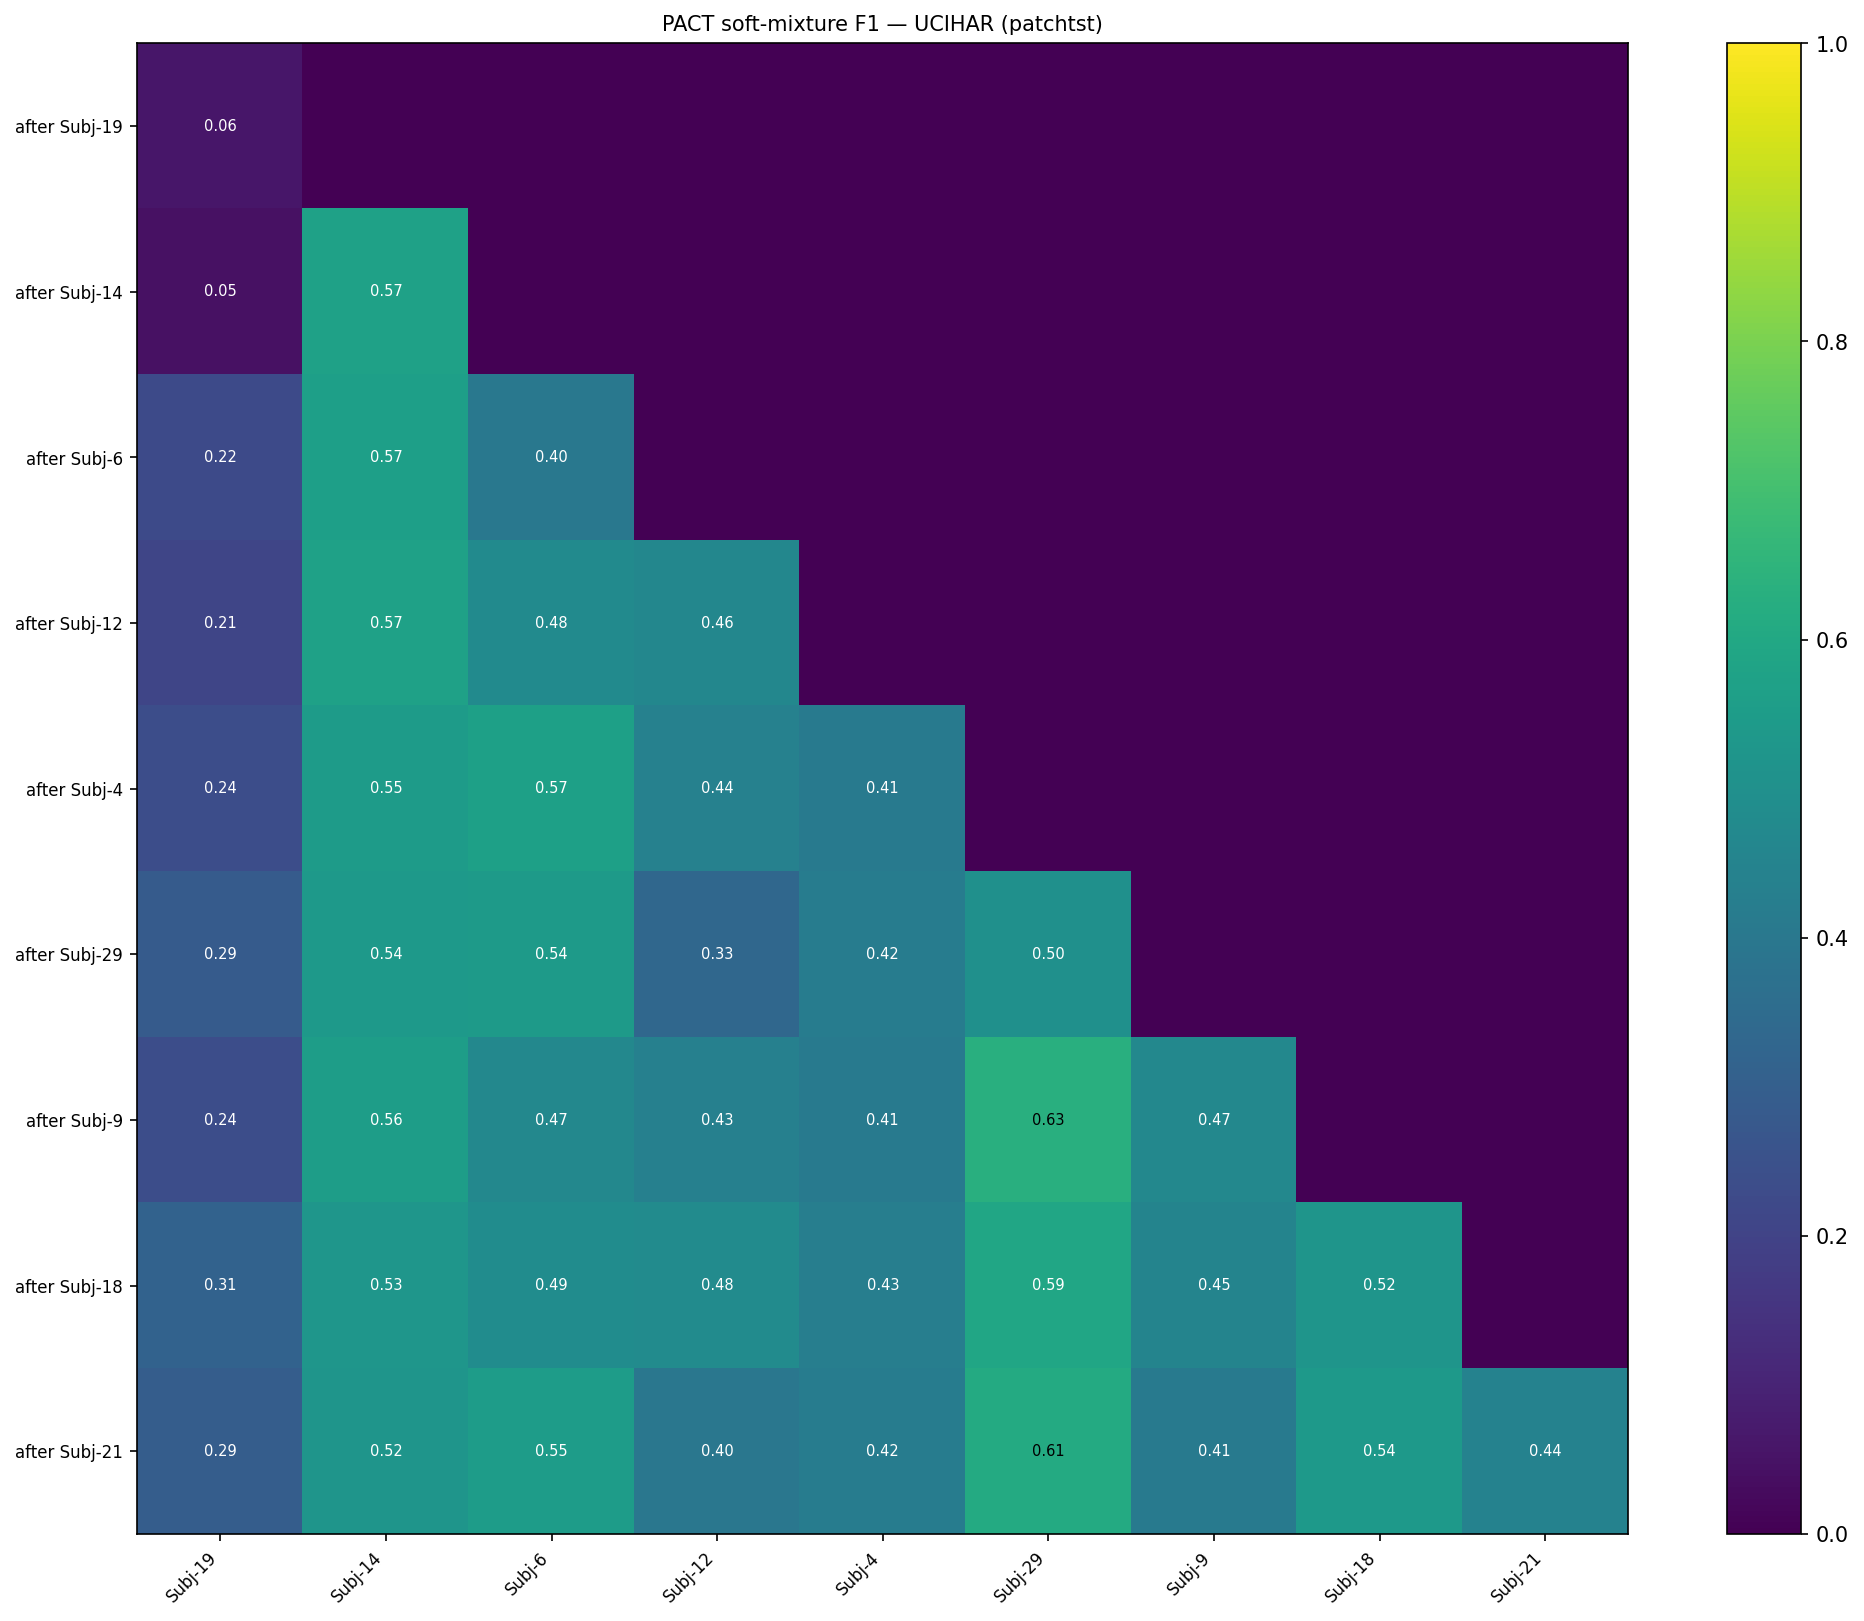 PACT soft-mixture F1 — UCIHAR (patchtst)
1.0
after Subj-19 0.06
after Subj-14 0.05 0.57
0.8
after Subj-6 0.22 0.57 0.40
after Subj-12 0.21 0.57 0.48 0.46
0.6
after Subj-4 0.24 0.55 0.57 0.44 0.41
after Subj-29 0.29 0.54 0.54 0.33 0.42 0.50
0.4
after Subj-9 0.24 0.56 0.47 0.43 0.41 0.63 0.47
0.2
after Subj-18 0.31 0.53 0.49 0.48 0.43 0.59 0.45 0.52
after Subj-21 0.29 0.52 0.55 0.40 0.42 0.61 0.41 0.54 0.44
0.0
Subj-19 Subj-14 Subj-6 Subj-12 Subj-4 Subj-29 Subj-9 Subj-18 Subj-21